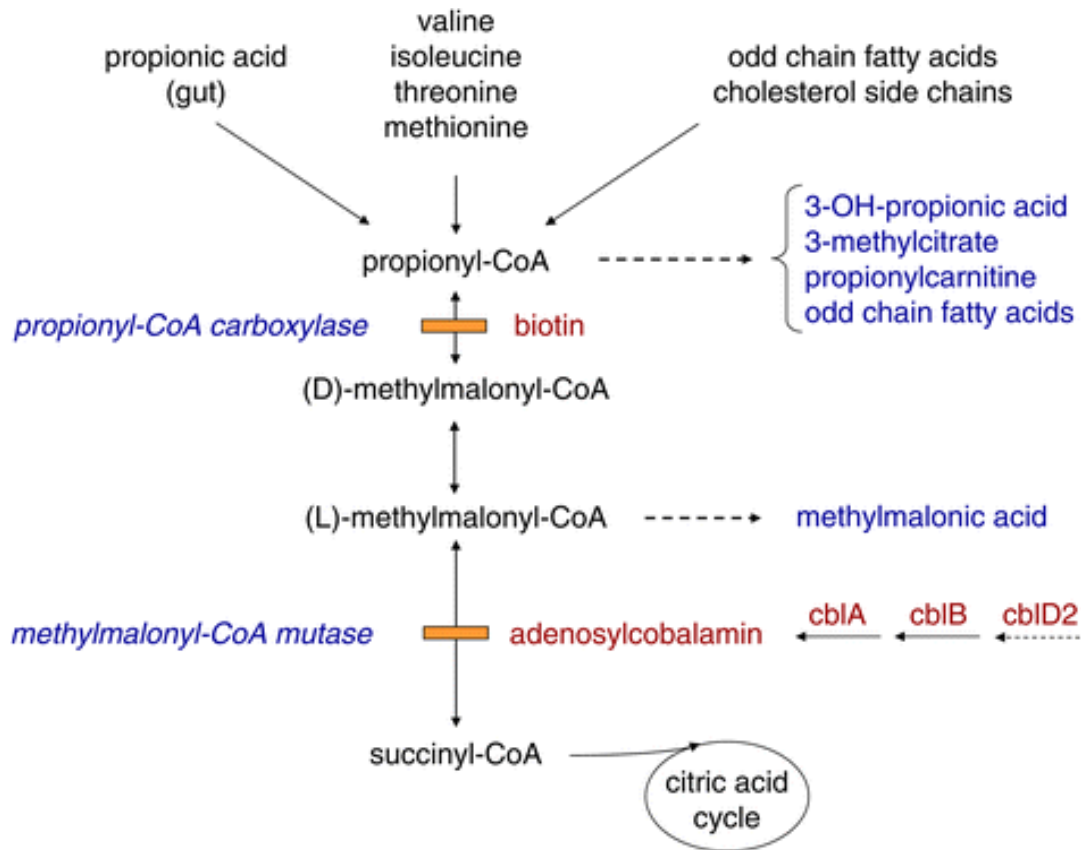 propionic acid
(gut)
valine
isoleucine
threonine
methionine
odd chain fatty acids
cholesterol side chains
propionyl-CoA
3-OH-propionic acid
3-methylcitrate
propionylcarnitine
odd chain fatty acids
propionyl-CoA carboxylase
biotin
(D)-methylmalonyl-CoA
(L)-methylmalonyl-CoA
methylmalonic acid
methylmalonyl-CoA mutase
adenosylcobalamin
cblA
cblB
cblD2
succinyl-CoA
citric acid
cycle